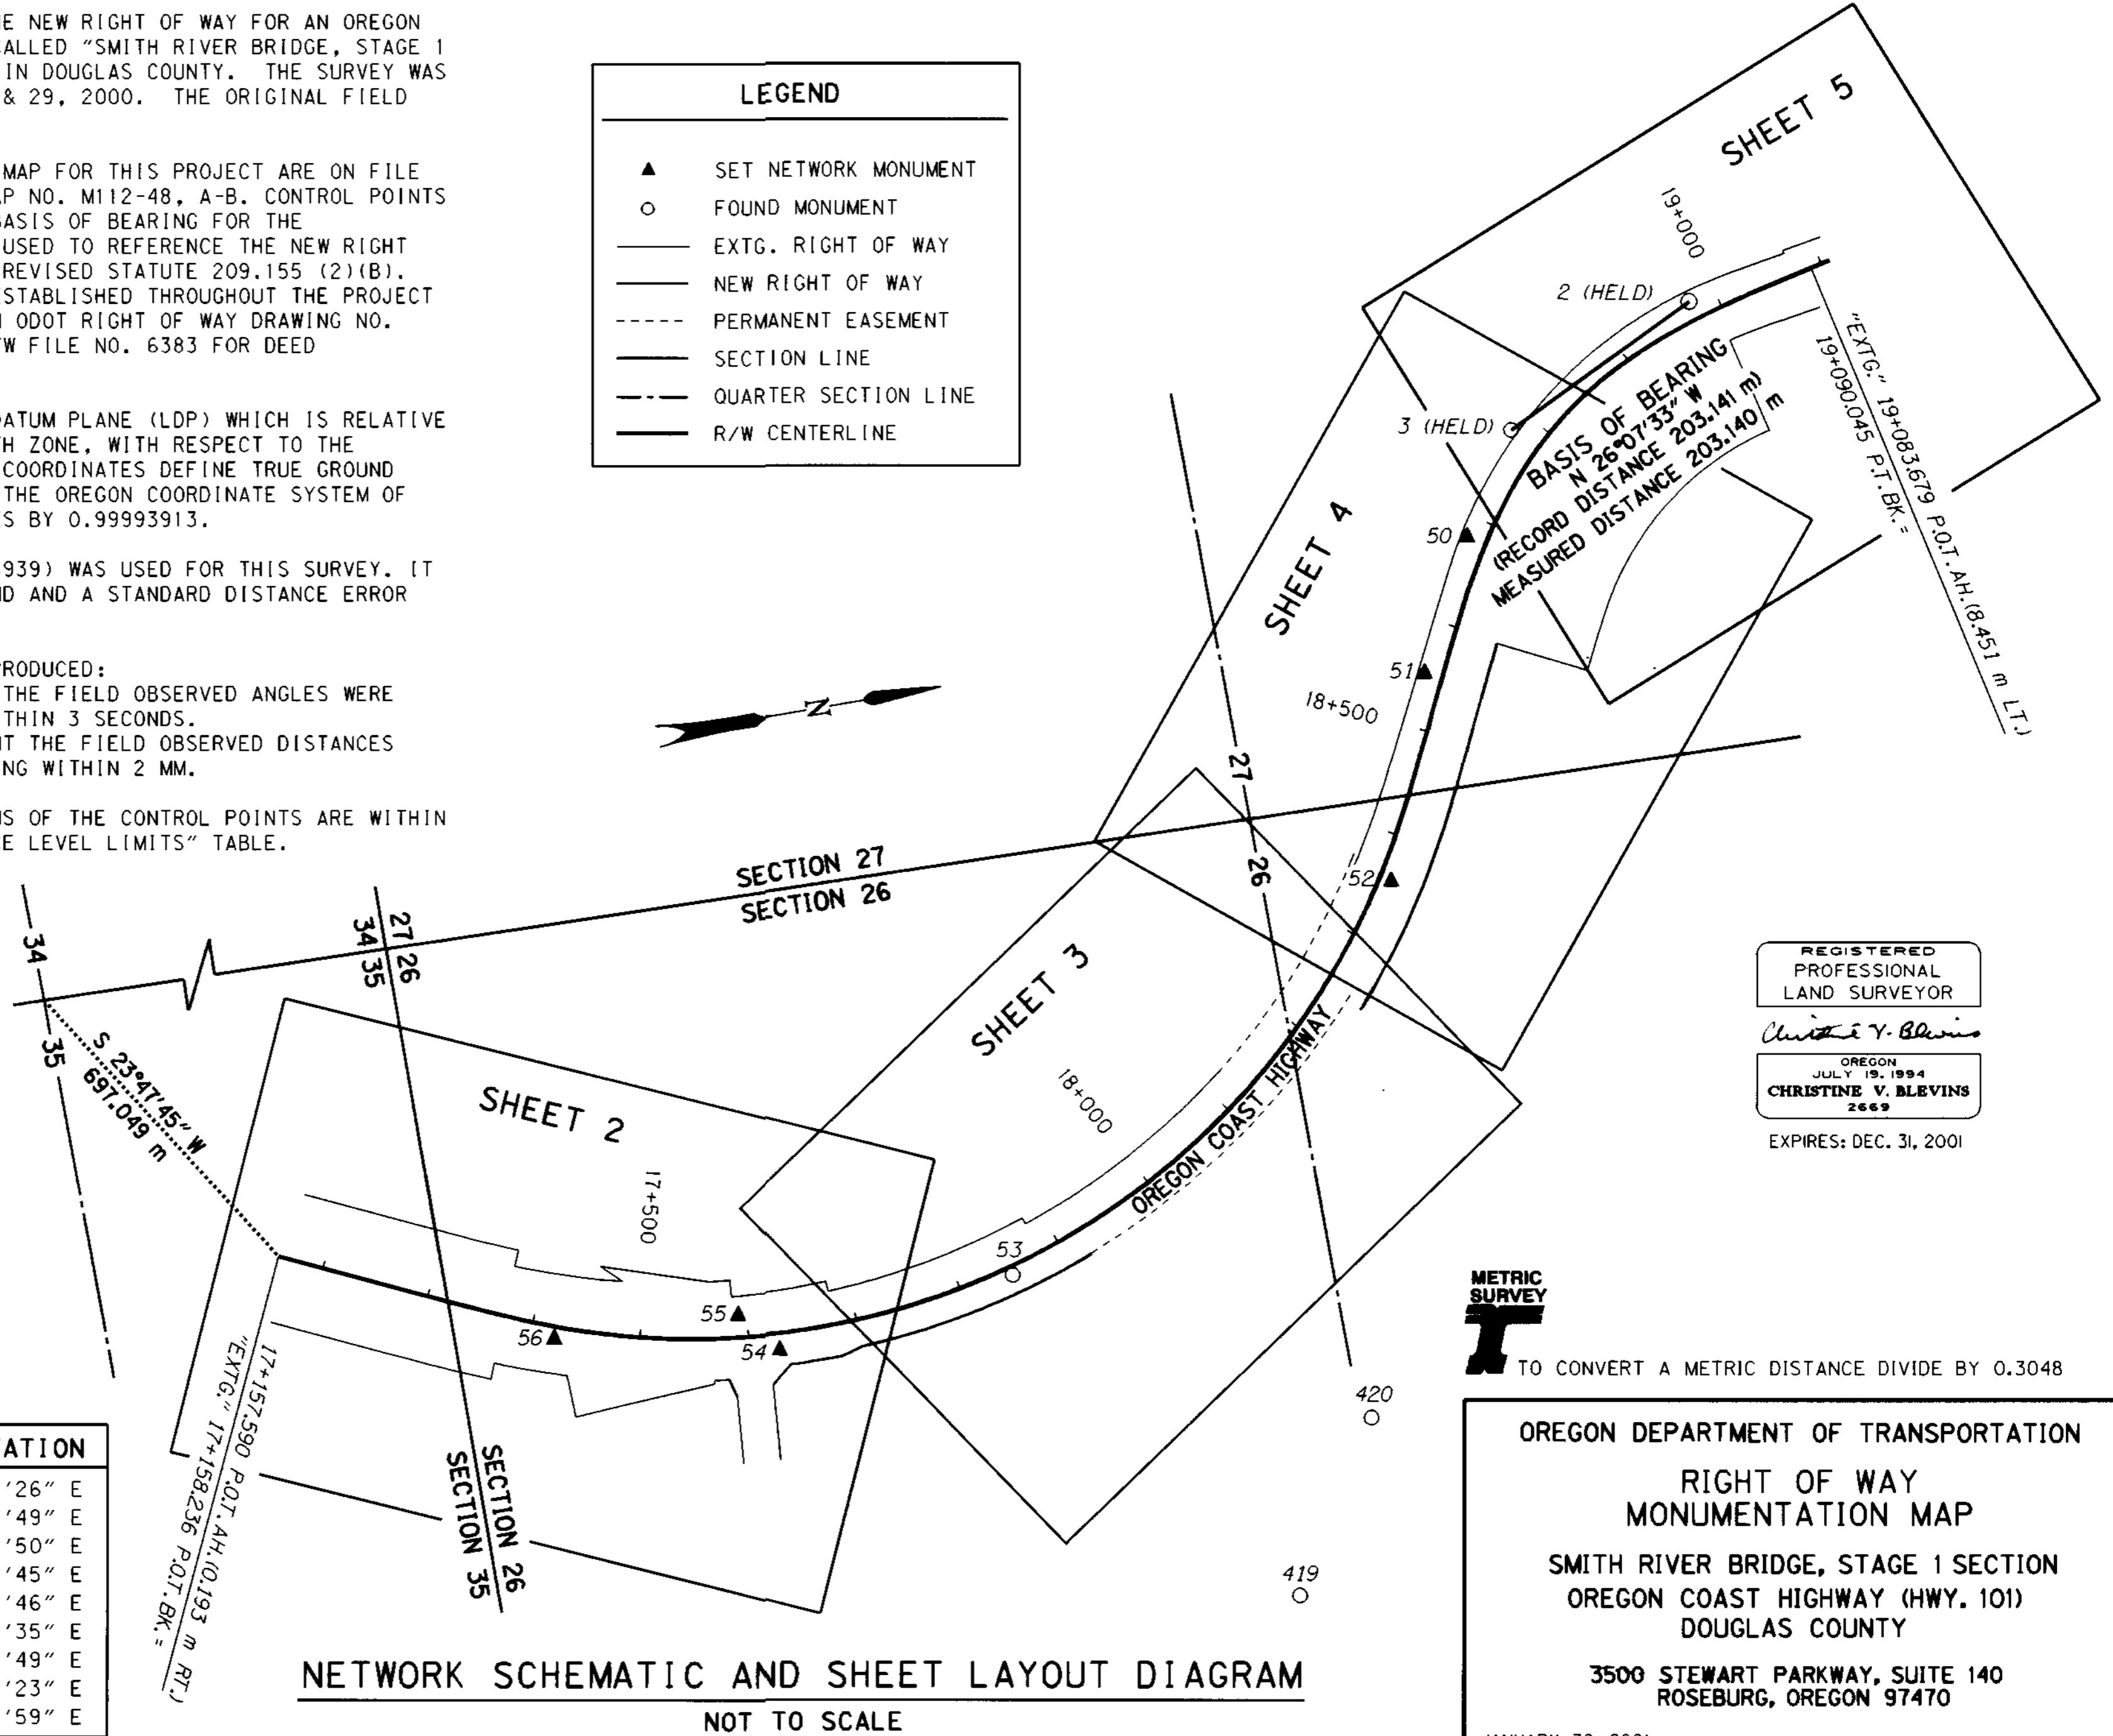 E NEW RIGHT OF WAY FOR AN OREGON
CALLED "SMITH RIVER BRIDGE, STAGE 1
IN DOUGLAS COUNTY. THE SURVEY WAS
& 29, 2000. THE ORIGINAL FIELD
MAP FOR THIS PROJECT ARE ON FILE
AP NO. M112-48, A-B. CONTROL POINTS
BASIS OF BEARING FOR THE
USED TO REFERENCE THE NEW RIGHT
REVISED STATUTE 209.155 (2)(B).
ESTABLISHED THROUGHOUT THE PROJECT
ODOT RIGHT OF WAY DRAWING NO.
W FILE NO. 6383 FOR DEED
DATUM PLANE (LDP) WHICH IS RELATIVE
H ZONE, WITH RESPECT TO THE
COORDINATES DEFINE TRUE GROUND
THE OREGON COORDINATE SYSTEM OF
S BY 0.99993913.
939) WAS USED FOR THIS SURVEY. IT
ND AND A STANDARD DISTANCE ERROR
PRODUCED:
THE FIELD OBSERVED ANGLES WERE
THIN 3 SECONDS.
T THE FIELD OBSERVED DISTANCES
NG WITHIN 2 MM.
NS OF THE CONTROL POINTS ARE WITHIN
E LEVEL LIMITS" TABLE.
LEGEND
SET NETWORK MONUMENT
FOUND MONUMENT
EXTG. RIGHT OF WAY
NEW RIGHT OF WAY
PERMANENT EASEMENT
SECTION LINE
QUARTER SECTION LINE
R/W CENTERLINE
SHEET 5
19+000
2 (HELD)
3 (HELD)
BASIS OF BEARING
N 26°07'33" W
(RECORD DISTANCE 203.141 m)
MEASURED DISTANCE 203.140 m
"EXTG." 19+083.679 P.O.T. AH.(8.451 m LT.)
19+090.045 P.T. BK.=
SHEET 4
50
51
18+500
N
27
26
52
SECTION 27
SECTION 26
34
35
27
26
34
35
S 23°47'45" W
697.049 m
SHEET 2
17+500
SHEET 3
18+000
OREGON COAST HIGHWAY
53
55
54
56
17+157.590 P.O.T. AH.(0.193 m RT.)
"EXTG." 17+158.236 P.O.T. BK.=
SECTION 26
SECTION 35
420
419
REGISTERED
PROFESSIONAL
LAND SURVEYOR
Christine V. Blevins
OREGON
JULY 19, 1994
CHRISTINE V. BLEVINS
2669
EXPIRES: DEC. 31, 2001
METRIC
SURVEY
TO CONVERT A METRIC DISTANCE DIVIDE BY 0.3048
OREGON DEPARTMENT OF TRANSPORTATION
RIGHT OF WAY
MONUMENTATION MAP
SMITH RIVER BRIDGE, STAGE 1 SECTION
OREGON COAST HIGHWAY (HWY. 101)
DOUGLAS COUNTY
3500 STEWART PARKWAY, SUITE 140
ROSEBURG, OREGON 97470
ATION
'26" E
'49" E
'50" E
'45" E
'46" E
'35" E
'49" E
'23" E
'59" E
NETWORK SCHEMATIC AND SHEET LAYOUT DIAGRAM
NOT TO SCALE